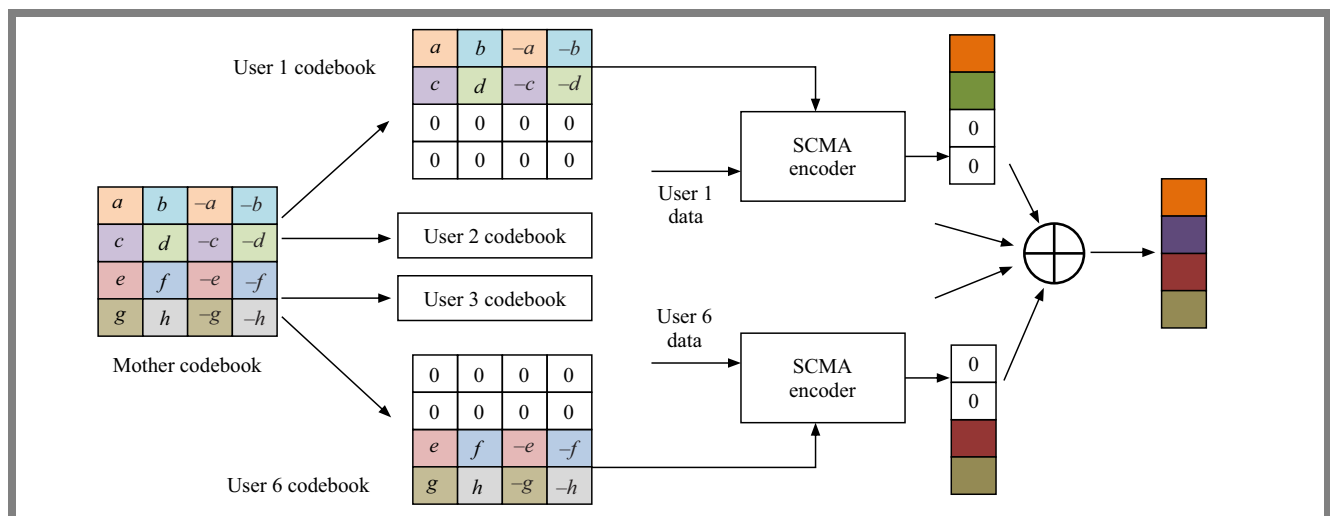 User 1 codebook
a b –a –b
c d –c –d
0 0 0 0
0 0 0 0
SCMA
encoder
User 1
data
0
0
a b –a –b
c d –c –d
e f –e –f
g h –g –h
Mother codebook
User 2 codebook
User 3 codebook
User 6
data
SCMA
encoder
0 0 0 0
0 0 0 0
e f –e –f
g h –g –h
User 6 codebook
0
0